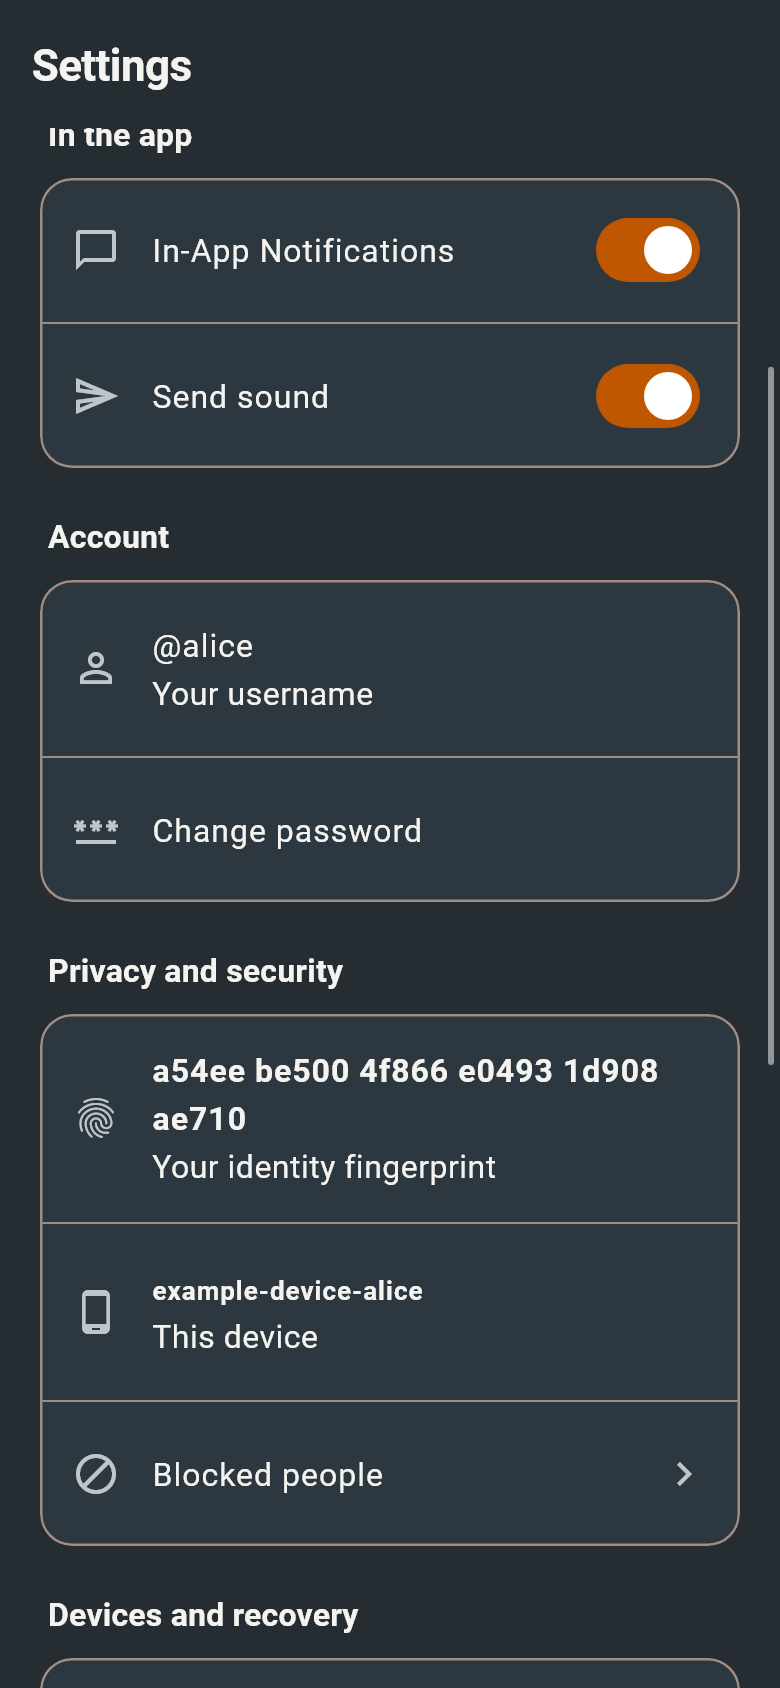 Settings
In the app
In-App Notifications
Send sound
Account
@alice
Your username
Change password
Privacy and security
a54ee be500 4f866 e0493 1d908
ae710
Your identity fingerprint
example-device-alice
This device
Blocked people
Devices and recovery